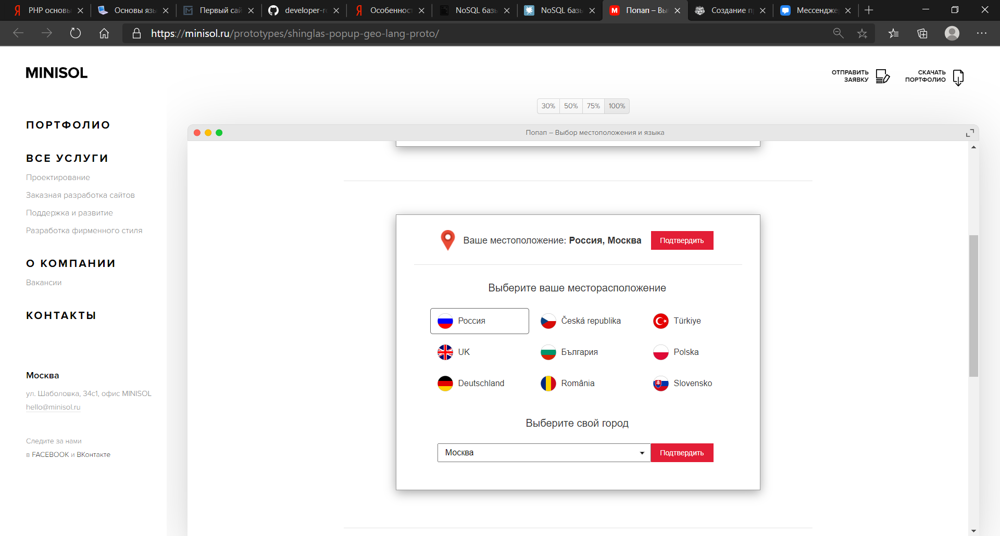 PHP основы
Основы язы
Первый сай
developer-ro
Особеннос
NoSQL базы
NoSQL базы
Попап – Вы
Создание п
Мессендже
https://minisol.ru/prototypes/shinglas-popup-geo-lang-proto/
MINISOL
ОТПРАВИТЬ
ЗАЯВКУ
СКАЧАТЬ
ПОРТФОЛИО
30% 50% 75% 100%
ПОРТФОЛИО
ВСЕ УСЛУГИ
Проектирование
Заказная разработка сайтов
Поддержка и развитие
Разработка фирменного стиля
О КОМПАНИИ
Вакансии
КОНТАКТЫ
Москва
ул. Шаболовка, 34с1, офис MINISOL
hello@minisol.ru
Следите за нами
в FACEBOOK и ВКонтакте
Попап – Выбор местоположения и языка
Ваше местоположение: Россия, Москва
Подтвердить
Выберите ваше месторасположение
Россия
Česká republika
Türkiye
UK
България
Polska
Deutschland
România
Slovensko
Выберите свой город
Москва
Подтвердить